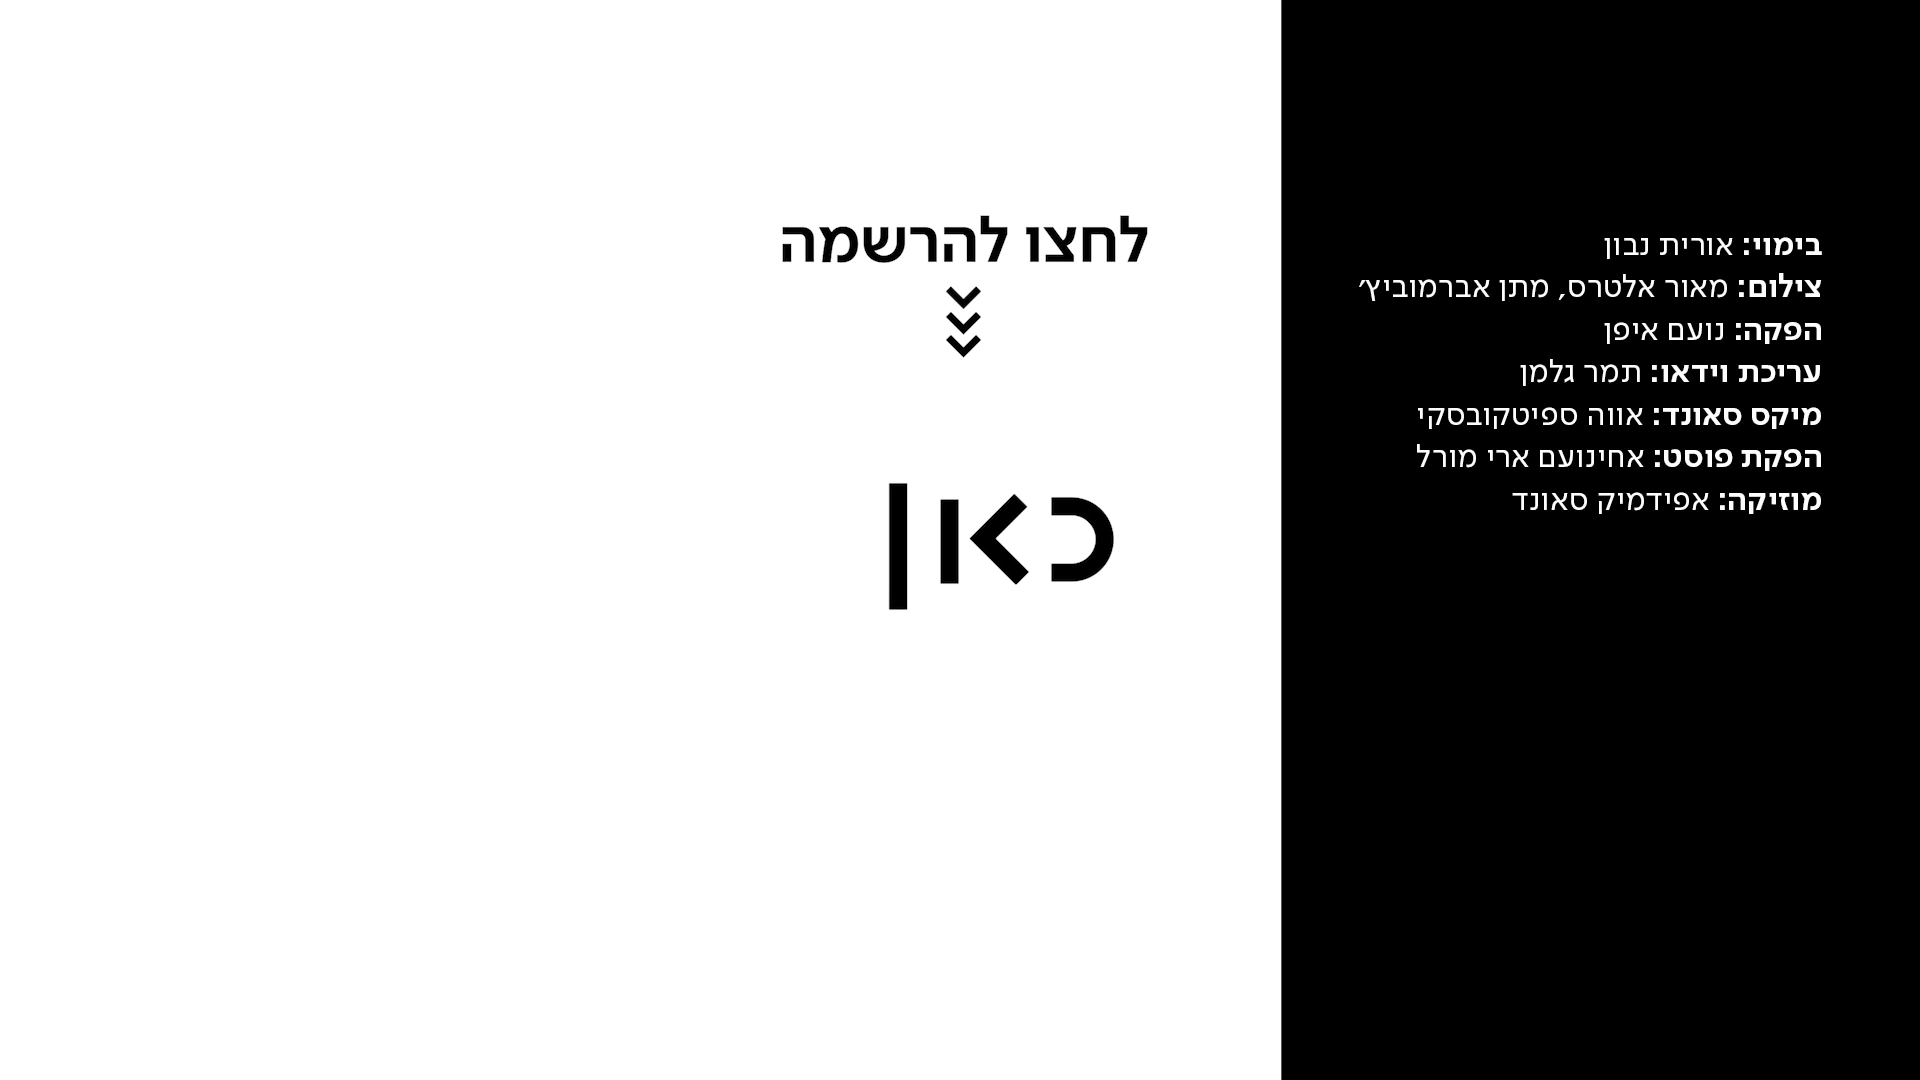 לחצו להרשמה
כאן
בימוי: אורית נבון
צילום: מאור אלטרס, מתן אברמוביץ׳
הפקה: נועם איפן
עריכת וידאו: תמר גלמן
מיקס סאונד: אווה ספיטקובסקי
הפקת פוסט: אחינועם ארי מורל
מוזיקה: אפידמיק סאונד